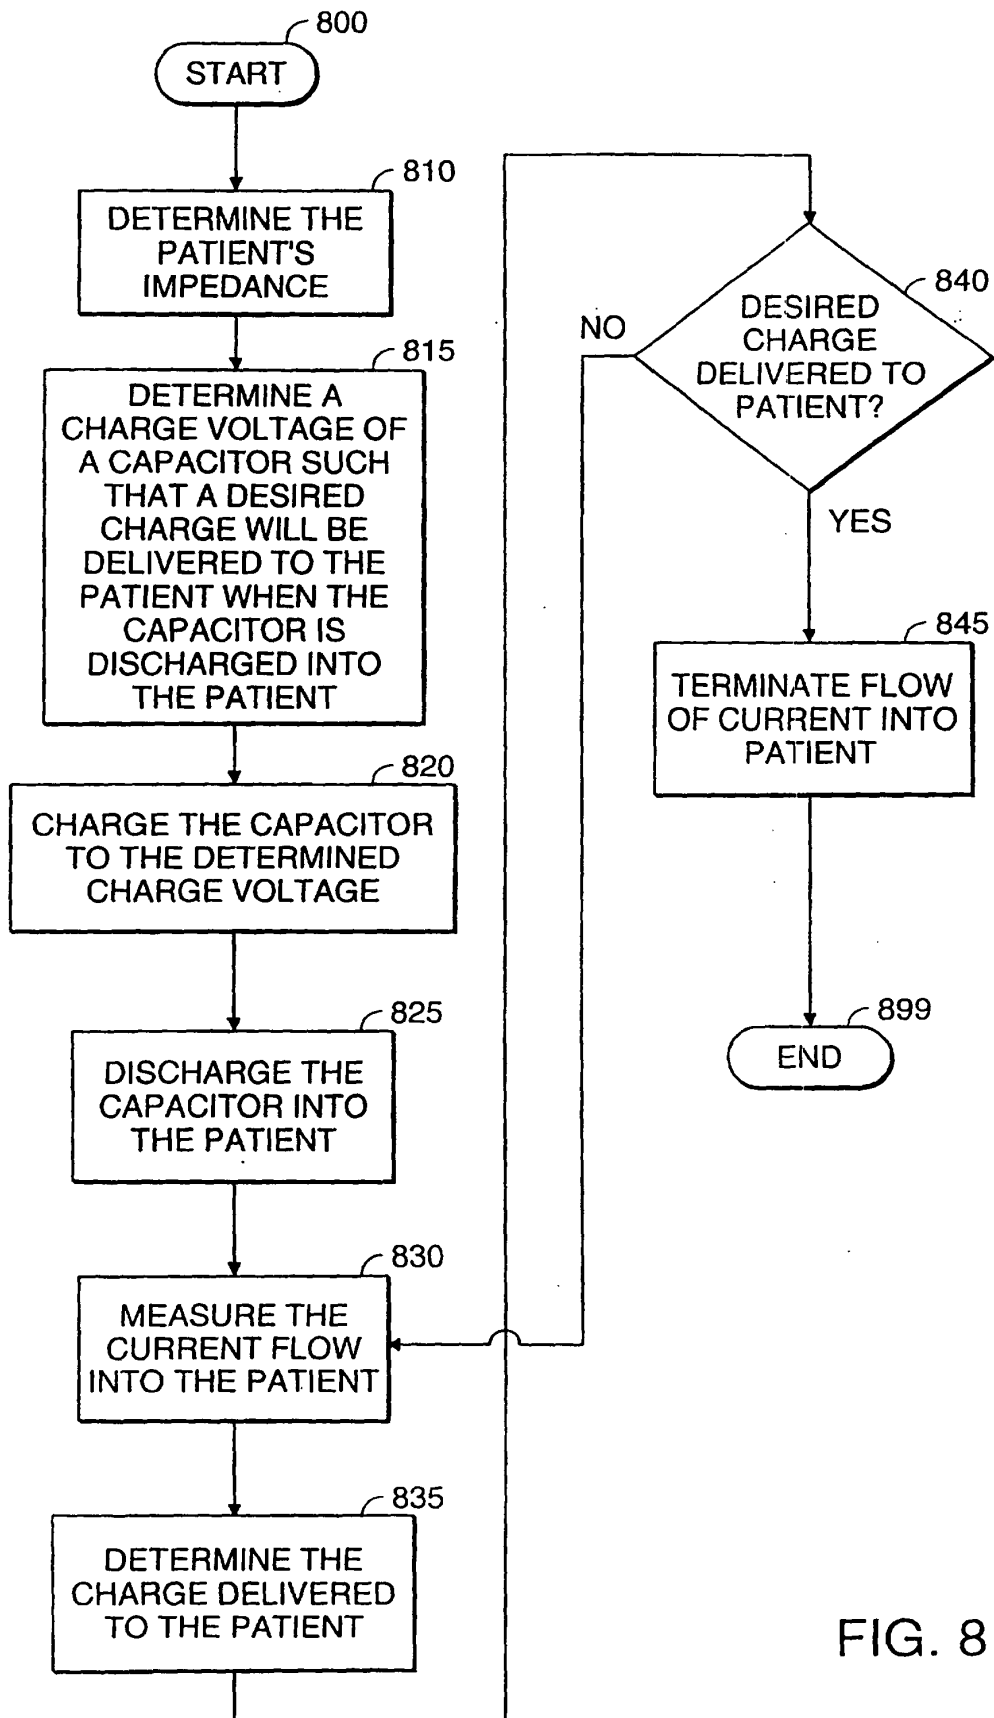 800
START
810
DETERMINE THE
PATIENT'S
IMPEDANCE
815
DETERMINE A
CHARGE VOLTAGE OF
A CAPACITOR SUCH
THAT A DESIRED
CHARGE WILL BE
DELIVERED TO THE
PATIENT WHEN THE
CAPACITOR IS
DISCHARGED INTO
THE PATIENT
820
CHARGE THE CAPACITOR
TO THE DETERMINED
CHARGE VOLTAGE
825
DISCHARGE THE
CAPACITOR INTO
THE PATIENT
830
MEASURE THE
CURRENT FLOW
INTO THE PATIENT
835
DETERMINE THE
CHARGE DELIVERED
TO THE PATIENT
840
DESIRED
CHARGE
DELIVERED TO
PATIENT?
NO
YES
845
TERMINATE FLOW
OF CURRENT INTO
PATIENT
899
END
FIG. 8